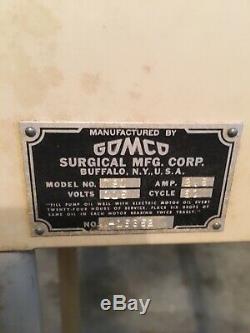 MANUFACTURED BY
GOMCO
SURGICAL MFG. CORP.
BUFFALO, N.Y., U.S.A.
MODEL NO. AMP.
VOLTS CYCLE
"FILL PUMP OIL WELL WITH ELECTRIC MOTOR OIL EVERY
TWENTY-FOUR HOURS OF SERVICE. PLACE SIX DROPS OF
SAME OIL IN EACH MOTOR BEARING TWICE YEARLY."
NO.